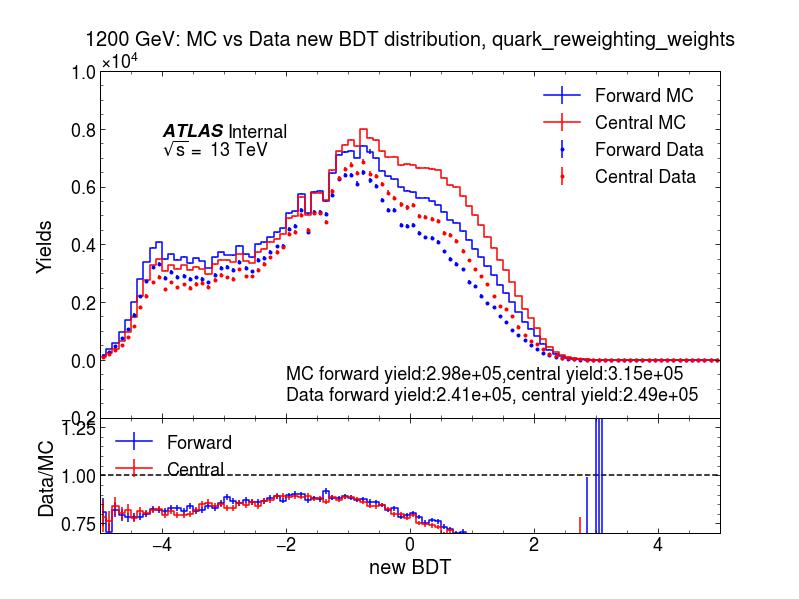 1200 GeV: MC vs Data new BDT distribution, quark_reweighting_weights
×10⁴
1.0
0.8
0.6
0.4
0.2
0.0
0.2
Yields
ATLAS Internal
√s = 13 TeV
Forward MC
Central MC
Forward Data
Central Data
MC forward yield:2.98e+05,central yield:3.15e+05
Data forward yield:2.41e+05, central yield:2.49e+05
1.25
1.00
0.75
Data/MC
Forward
Central
−4 −2 0 2 4
new BDT